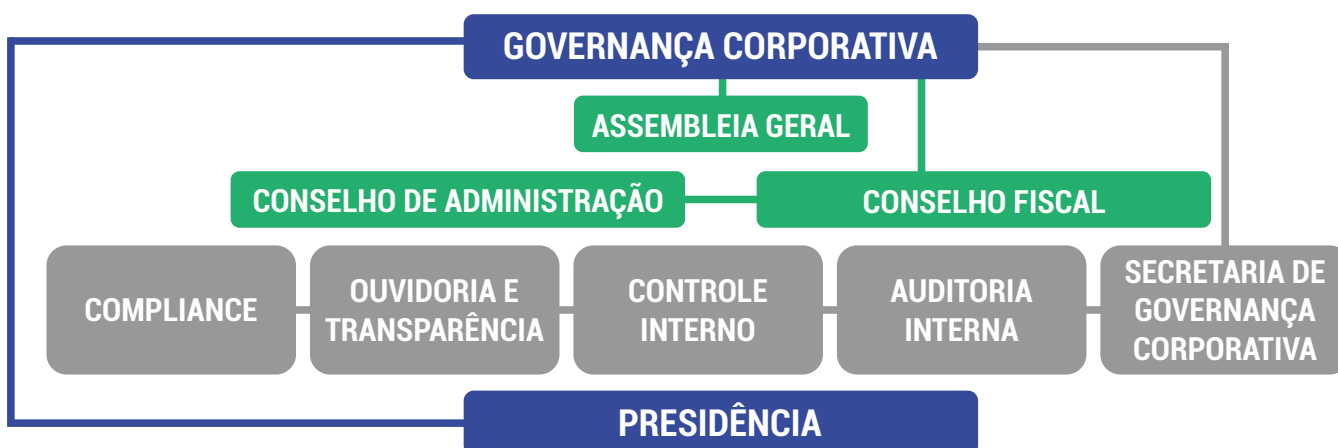 GOVERNANÇA CORPORATIVA
ASSEMBLEIA GERAL
CONSELHO DE ADMINISTRAÇÃO
CONSELHO FISCAL
COMPLIANCE
OUVIDORIA E
TRANSPARÊNCIA
CONTROLE
INTERNO
AUDITORIA
INTERNA
SECRETARIA DE
GOVERNANÇA
CORPORATIVA
PRESIDÊNCIA